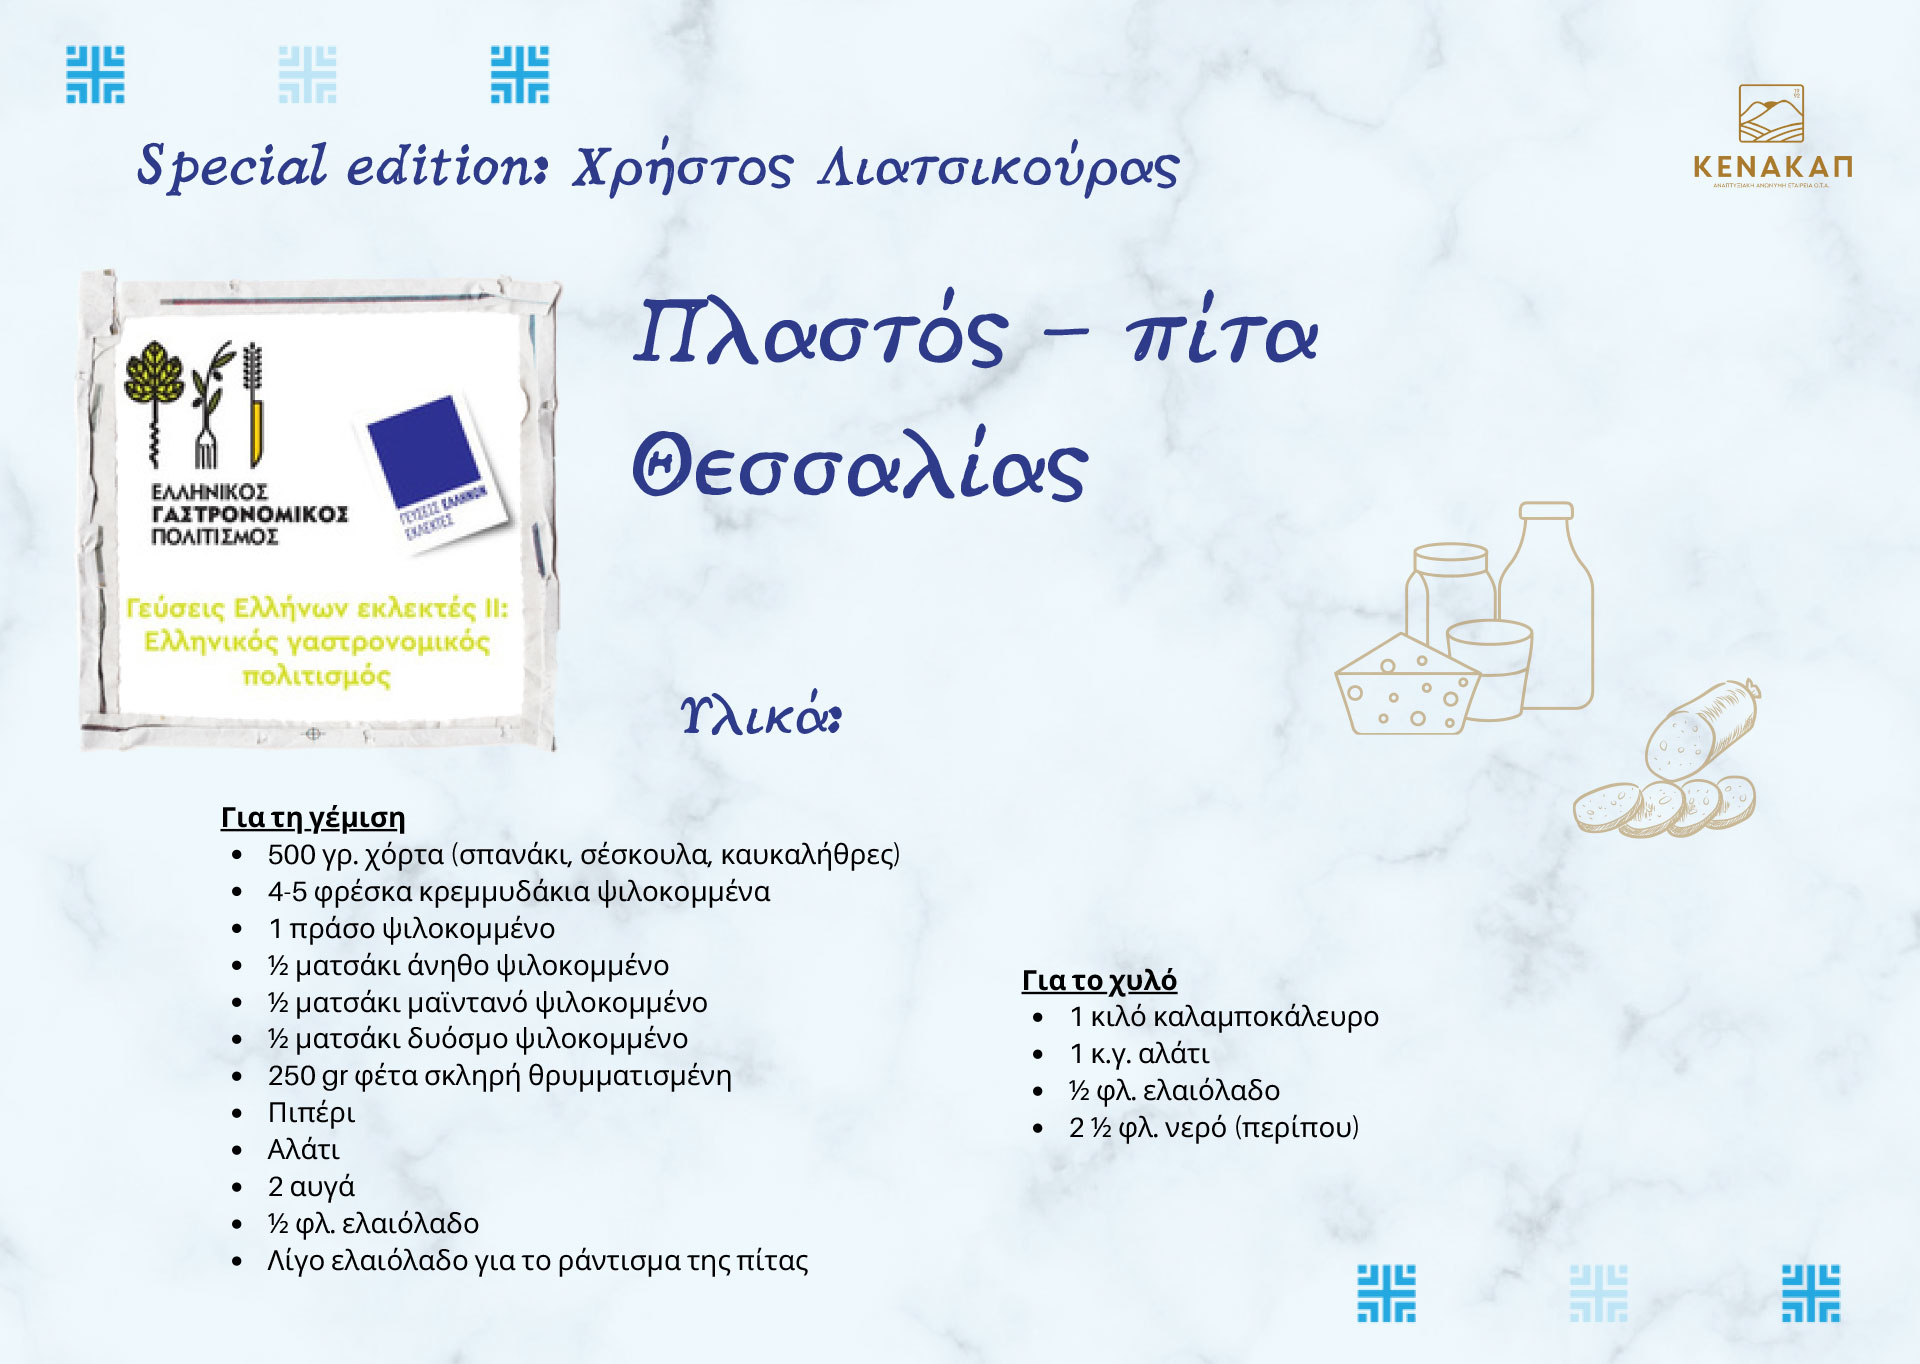 Special edition: Χρήστος Λιατσικούρας
ΚΕΝΑΚΑΠ
ΑΝΑΠΤΥΞΙΑΚΗ ΑΝΩΝΥΜΗ ΕΤΑΙΡΕΙΑ Ο.Τ.Α.
Πλαστός – πίτα
Θεσσαλίας
ΕΛΛΗΝΙΚΟΣ
ΓΑΣΤΡΟΝΟΜΙΚΟΣ
ΠΟΛΙΤΙΣΜΟΣ
ΓΕΥΣΕΙΣ ΕΛΛΗΝΩΝ
ΕΚΛΕΚΤΕΣ
Γεύσεις Ελλήνων εκλεκτές ΙΙ:
Ελληνικός γαστρονομικός
πολιτισμός
Υλικά:
Για τη γέμιση
• 500 γρ. χόρτα (σπανάκι, σέσκουλα, καυκαλήθρες)
• 4-5 φρέσκα κρεμμυδάκια ψιλοκομμένα
• 1 πράσο ψιλοκομμένο
• ½ ματσάκι άνηθο ψιλοκομμένο
• ½ ματσάκι μαϊντανό ψιλοκομμένο
• ½ ματσάκι δυόσμο ψιλοκομμένο
• 250 gr φέτα σκληρή θρυμματισμένη
• Πιπέρι
• Αλάτι
• 2 αυγά
• ½ φλ. ελαιόλαδο
• Λίγο ελαιόλαδο για το ράντισμα της πίτας
Για το χυλό
• 1 κιλό καλαμποκάλευρο
• 1 κ.γ. αλάτι
• ½ φλ. ελαιόλαδο
• 2 ½ φλ. νερό (περίπου)